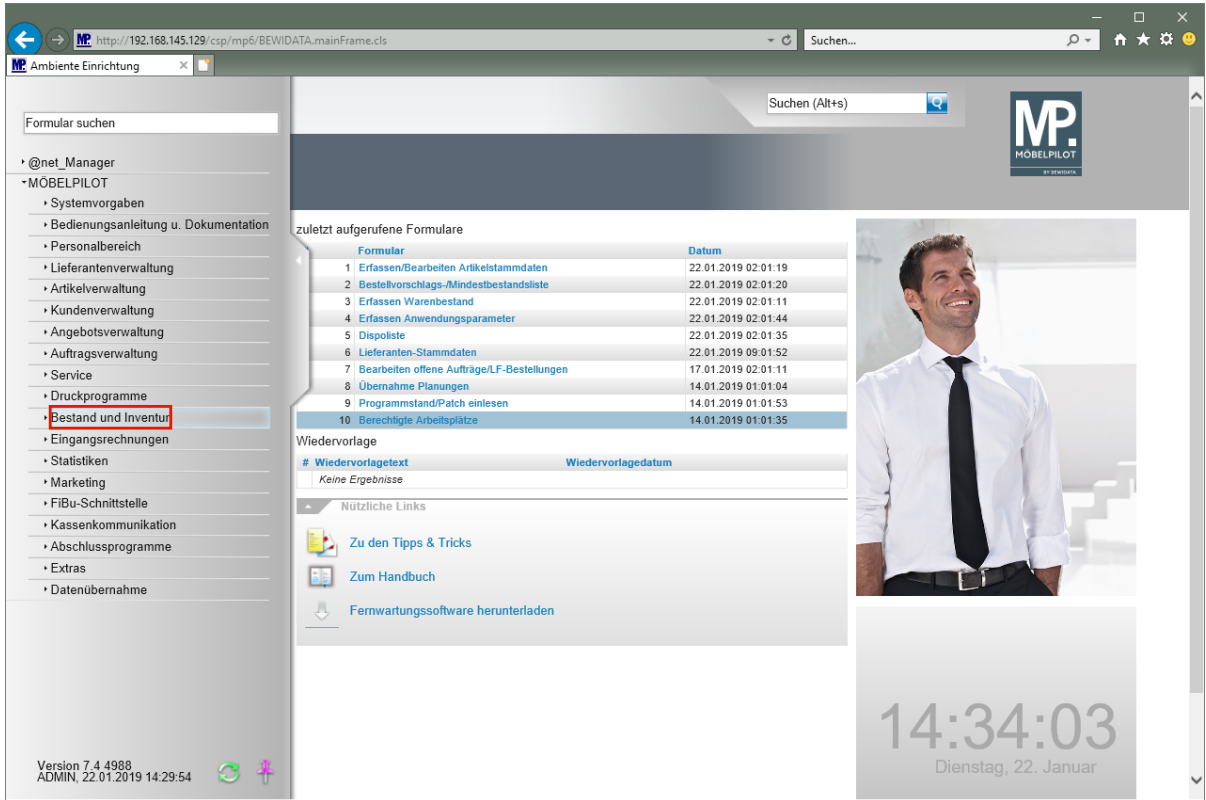 http://192.168.145.129/csp/mp6/BEWIDATA.mainFrame.cls
Suchen...
MP. Ambiente Einrichtung
Formular suchen
@net_Manager
MÖBELPILOT
Systemvorgaben
Bedienungsanleitung u. Dokumentation
Personalbereich
Lieferantenverwaltung
Artikelverwaltung
Kundenverwaltung
Angebotsverwaltung
Auftragsverwaltung
Service
Druckprogramme
Bestand und Inventur
Eingangsrechnungen
Statistiken
Marketing
FiBu-Schnittstelle
Kassenkommunikation
Abschlussprogramme
Extras
Datenübernahme
Version 7.4 4988
ADMIN, 22.01.2019 14:29:54
Suchen (Alt+s)
MP.
MÖBELPILOT
BY BEWIDATA
zuletzt aufgerufene Formulare
Formular Datum
1 Erfassen/Bearbeiten Artikelstammdaten 22.01.2019 02:01:19
2 Bestellvorschlags-/Mindestbestandsliste 22.01.2019 02:01:20
3 Erfassen Warenbestand 22.01.2019 02:01:11
4 Erfassen Anwendungsparameter 22.01.2019 02:01:44
5 Dispoliste 22.01.2019 02:01:35
6 Lieferanten-Stammdaten 22.01.2019 09:01:52
7 Bearbeiten offene Aufträge/LF-Bestellungen 17.01.2019 02:01:11
8 Übernahme Planungen 14.01.2019 01:01:04
9 Programmstand/Patch einlesen 14.01.2019 01:01:53
10 Berechtigte Arbeitsplätze 14.01.2019 01:01:35
Wiedervorlage
# Wiedervorlagetext Wiedervorlagedatum
Keine Ergebnisse
Nützliche Links
Zu den Tipps & Tricks
Zum Handbuch
Fernwartungssoftware herunterladen
14:34:03
Dienstag, 22. Januar